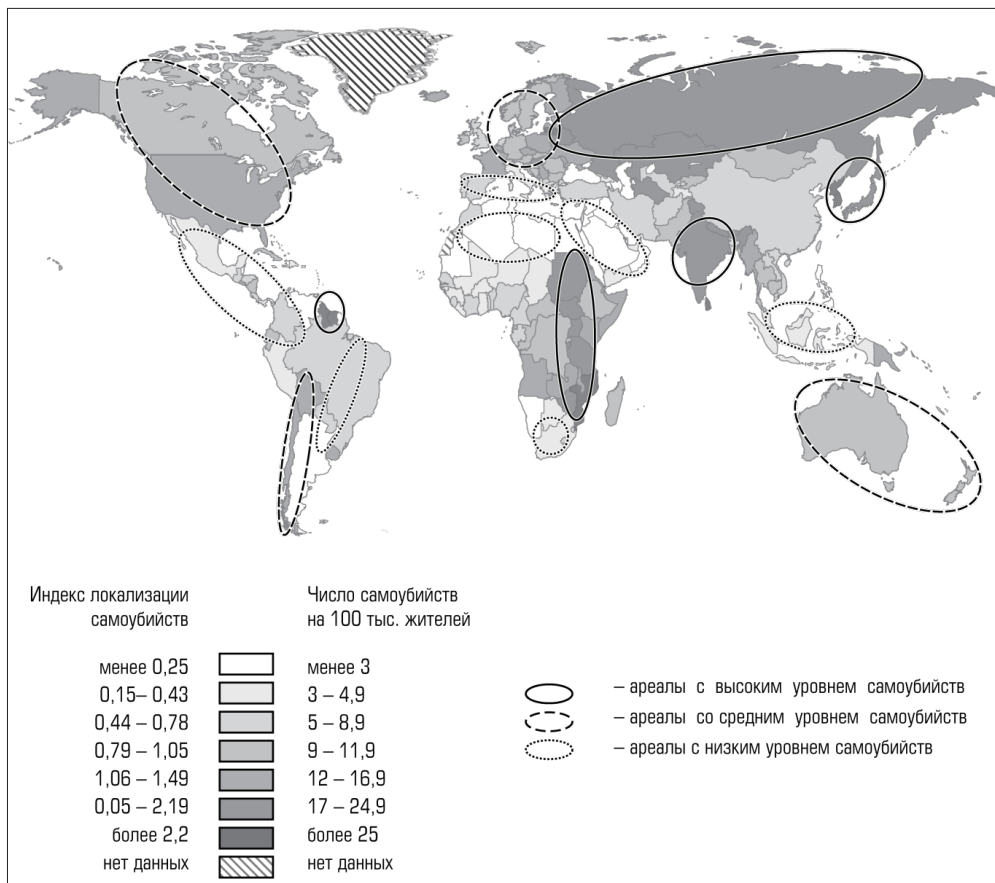 Индекс локализации
самоубийств
Число самоубийств
на 100 тыс. жителей
менее 0,25 менее 3
0,15– 0,43 3 – 4,9
0,44 – 0,78 5 – 8,9
0,79 – 1,05 9 – 11,9
1,06 – 1,49 12 – 16,9
0,05 – 2,19 17 – 24,9
более 2,2 более 25
нет данных нет данных
– ареалы с высоким уровнем самоубийств
– ареалы со средним уровнем самоубийств
– ареалы с низким уровнем самоубийств